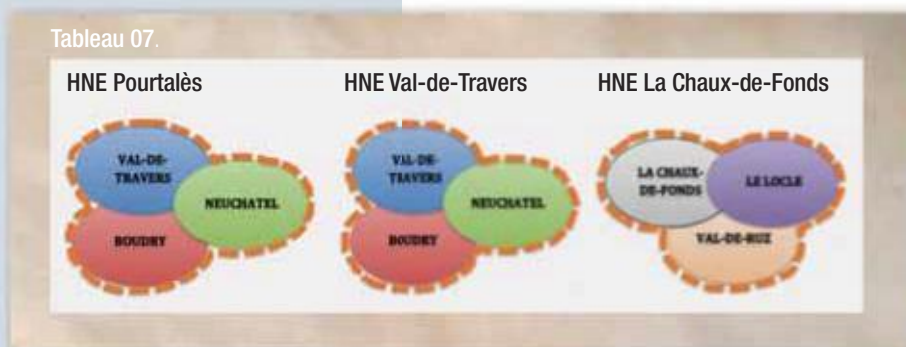 Tableau 07.
HNE Pourtalès
VAL-DE-
TRAVERS
NEUCHATEL
BOUDRY
HNE Val-de-Travers
VAL-DE-
TRAVERS
NEUCHATEL
BOUDRY
HNE La Chaux-de-Fonds
LA CHAUX-
DE-FONDS
LE LOCLE
VAL-DE-RUZ